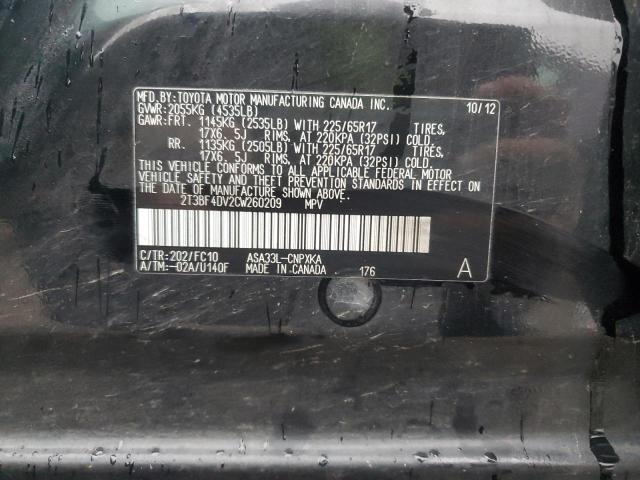 MFD.BY:TOYOTA MOTOR MANUFACTURING CANADA INC. 10/12
GVWR:2055KG (4535LB)
GAWR:FRT. 1145KG (2535LB) WITH 225/65R17 TIRES,
17X6. 5J RIMS, AT 220KPA (32PSI) COLD.
RR. 1135KG (2505LB) WITH 225/65R17 TIRES,
17X6. 5J RIMS, AT 220KPA (32PSI) COLD.
THIS VEHICLE CONFORMS TO ALL APPLICABLE FEDERAL MOTOR
VEHICLE SAFETY AND THEFT PREVENTION STANDARDS IN EFFECT
ON THE DATE OF MANUFACTURE SHOWN ABOVE.
2T3BF4DV2CW260209 MPV
C/TR:202/FC10 ASA33L-CNPXKA
A/TM:-02A/U140F MADE IN CANADA 176 A